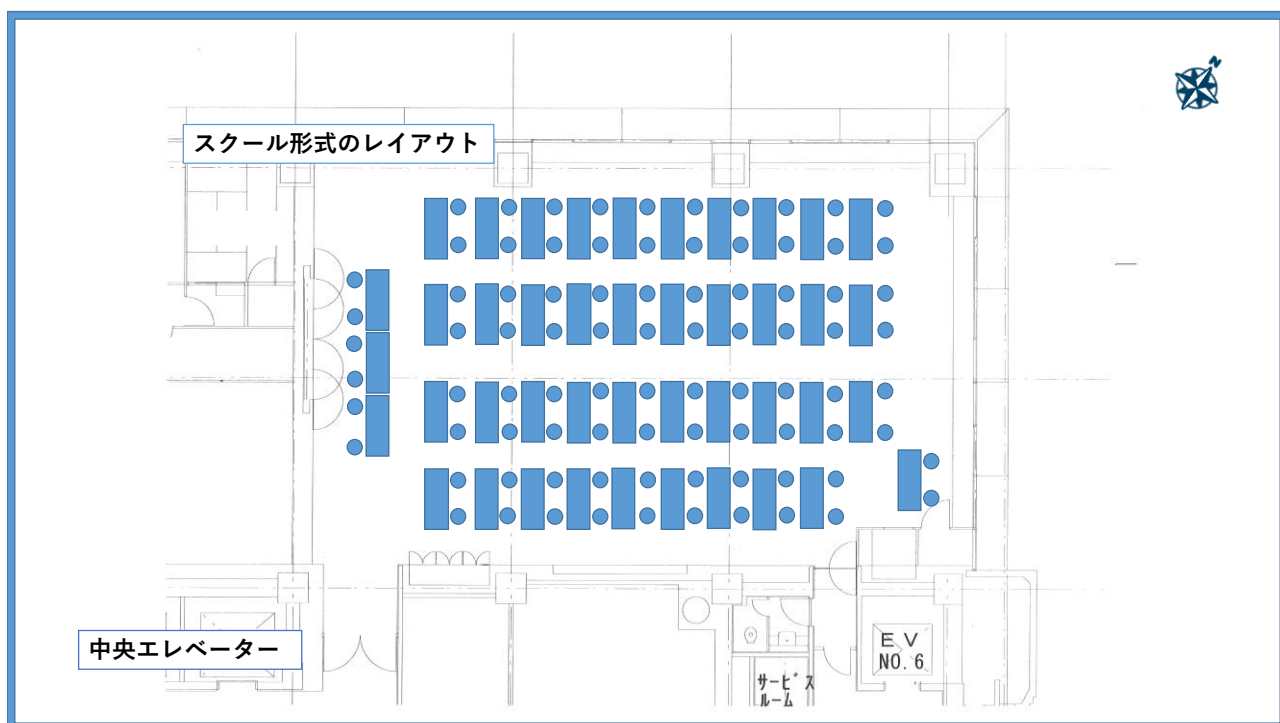 N
スクール形式のレイアウト
中央エレベーター
EV
NO.6
サービス
ルーム